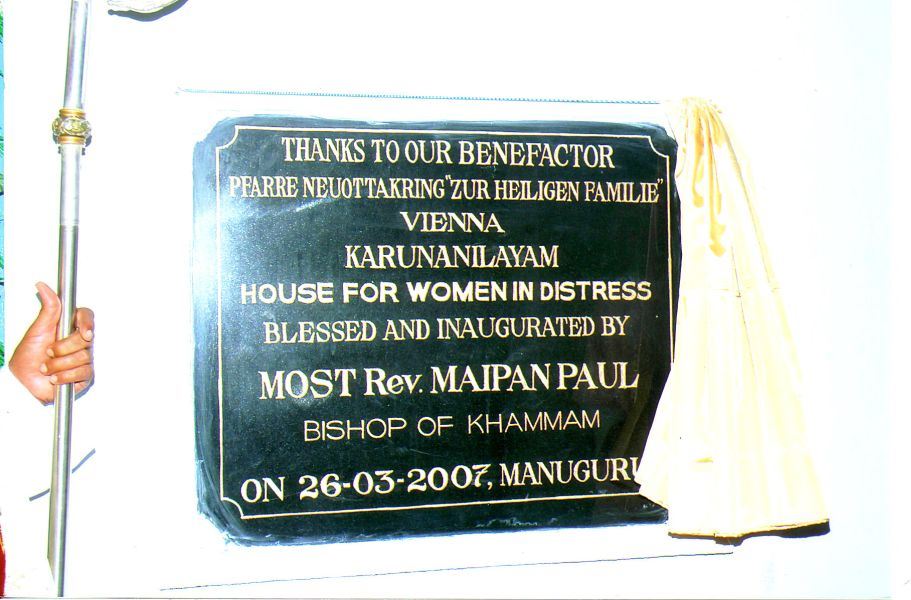 THANKS TO OUR BENEFACTOR
PFARRE NEUOTTAKRING "ZUR HEILIGEN FAMILIE"
VIENNA
KARUNANILAYAM
HOUSE FOR WOMEN IN DISTRESS
BLESSED AND INAUGURATED BY
MOST Rev. MAIPAN PAUL
BISHOP OF KHAMMAM
ON 26-03-2007, MANUGURU